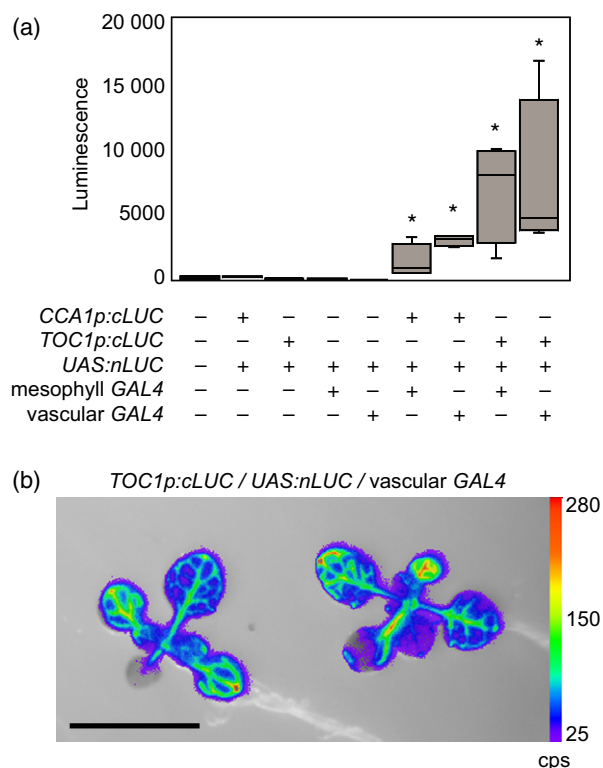 (a)
20 000
15 000
10 000
5000
0
Luminescence
* * * *
CCA1p:cLUC – + – – – + + – –
TOC1p:cLUC – – + – – – – + +
UAS:nLUC – + + + + + + + +
mesophyll GAL4 – – – + – + – + –
vascular GAL4 – – – – + – + – +
(b)
TOC1p:cLUC / UAS:nLUC / vascular GAL4
280
150
25
cps